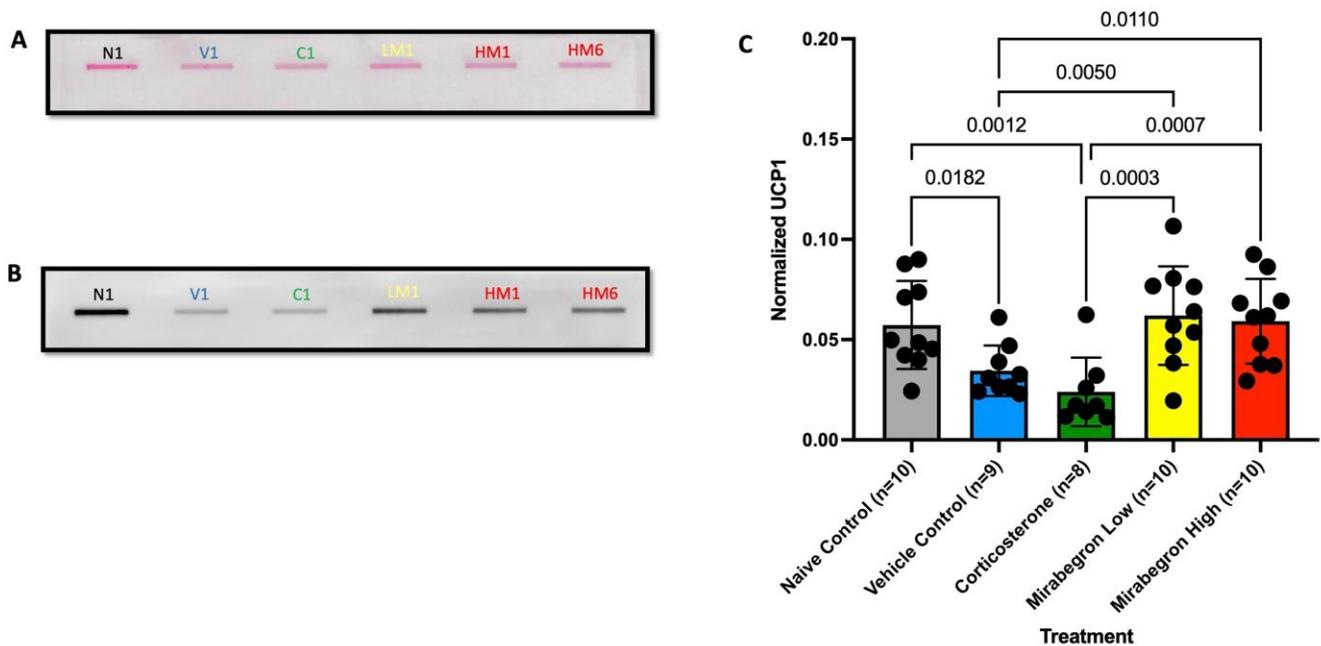 A
N1 V1 C1 LM1 HM1 HM6
B
N1 V1 C1 LM1 HM1 HM6
C
0.0110
0.0050
0.0012 0.0007
0.0182 0.0003
Normalized UCP1
0.20
0.15
0.10
0.05
0.00
Naive Control (n=10)
Vehicle Control (n=9)
Corticosterone (n=8)
Mirabegron Low (n=10)
Mirabegron High (n=10)
Treatment